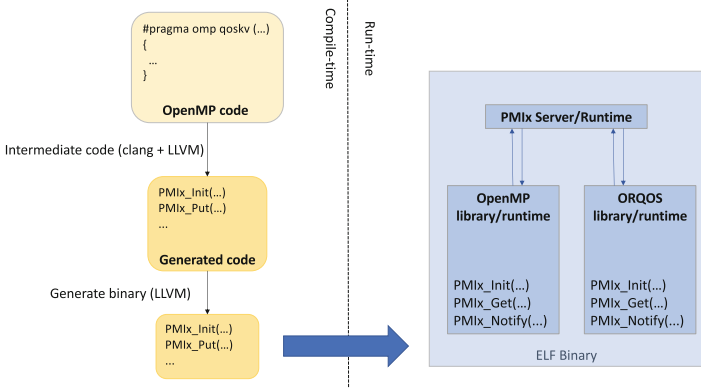 #pragma omp qoskv (…)
{
…
}
OpenMP code
Intermediate code (clang + LLVM)
PMIx_Init(…)
PMIx_Put(…)
...
Generated code
Generate binary (LLVM)
PMIx_Init(…)
PMIx_Put(…)
...
Compile-time
Run-time
PMIx Server/Runtime
OpenMP
library/runtime
PMIx_Init(…)
PMIx_Get(…)
PMIx_Notify(...)
ORQOS
library/runtime
PMIx_Init(…)
PMIx_Get(…)
PMIx_Notify(...)
ELF Binary